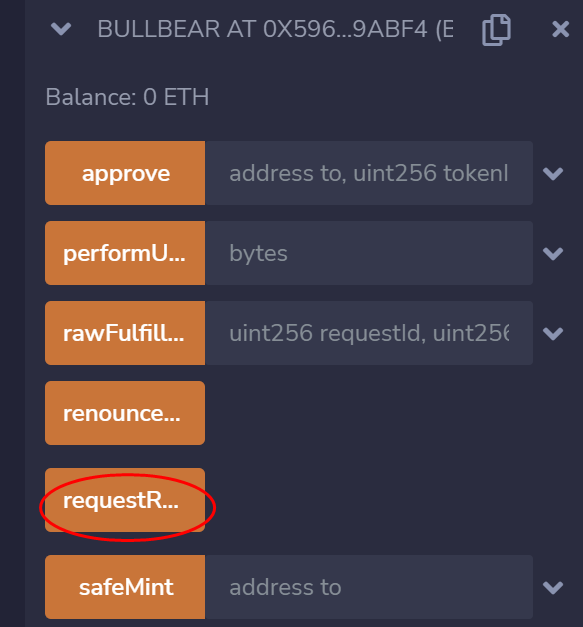 BULLBEAR AT 0X596...9ABF4 (E
Balance: 0 ETH
approve address to, uint256 tokenI
performU... bytes
rawFulfill... uint256 requestId, uint256
renounce...
requestR...
safeMint address to